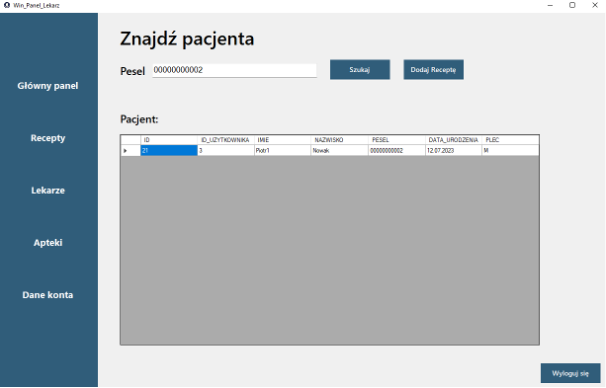 Win_Panel_Lekarz
Znajdź pacjenta
Pesel 00000000002 Szukaj Dodaj Receptę
Główny panel
Recepty
Lekarze
Apteki
Dane konta
Pacjent:
ID ID_UZYTKOWNIKA IMIE NAZWISKO PESEL DATA_URODZENIA PLEC
21 3 Piotr1 Nowak 00000000002 12.07.2023 M
Wyloguj się